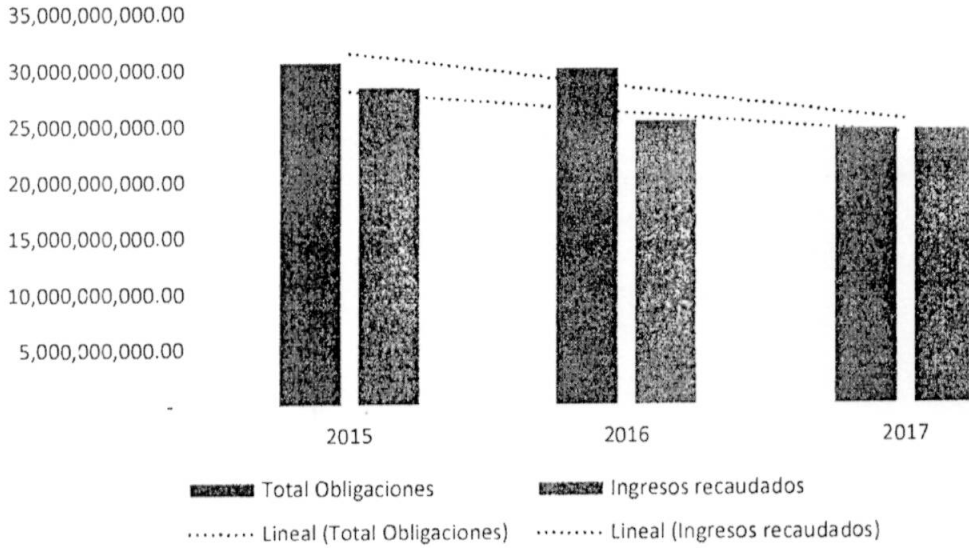 35,000,000,000.00
30,000,000,000.00
25,000,000,000.00
20,000,000,000.00
15,000,000,000.00
10,000,000,000.00
5,000,000,000.00
-
2015 2016 2017
Total Obligaciones Ingresos recaudados
Lineal (Total Obligaciones) Lineal (Ingresos recaudados)